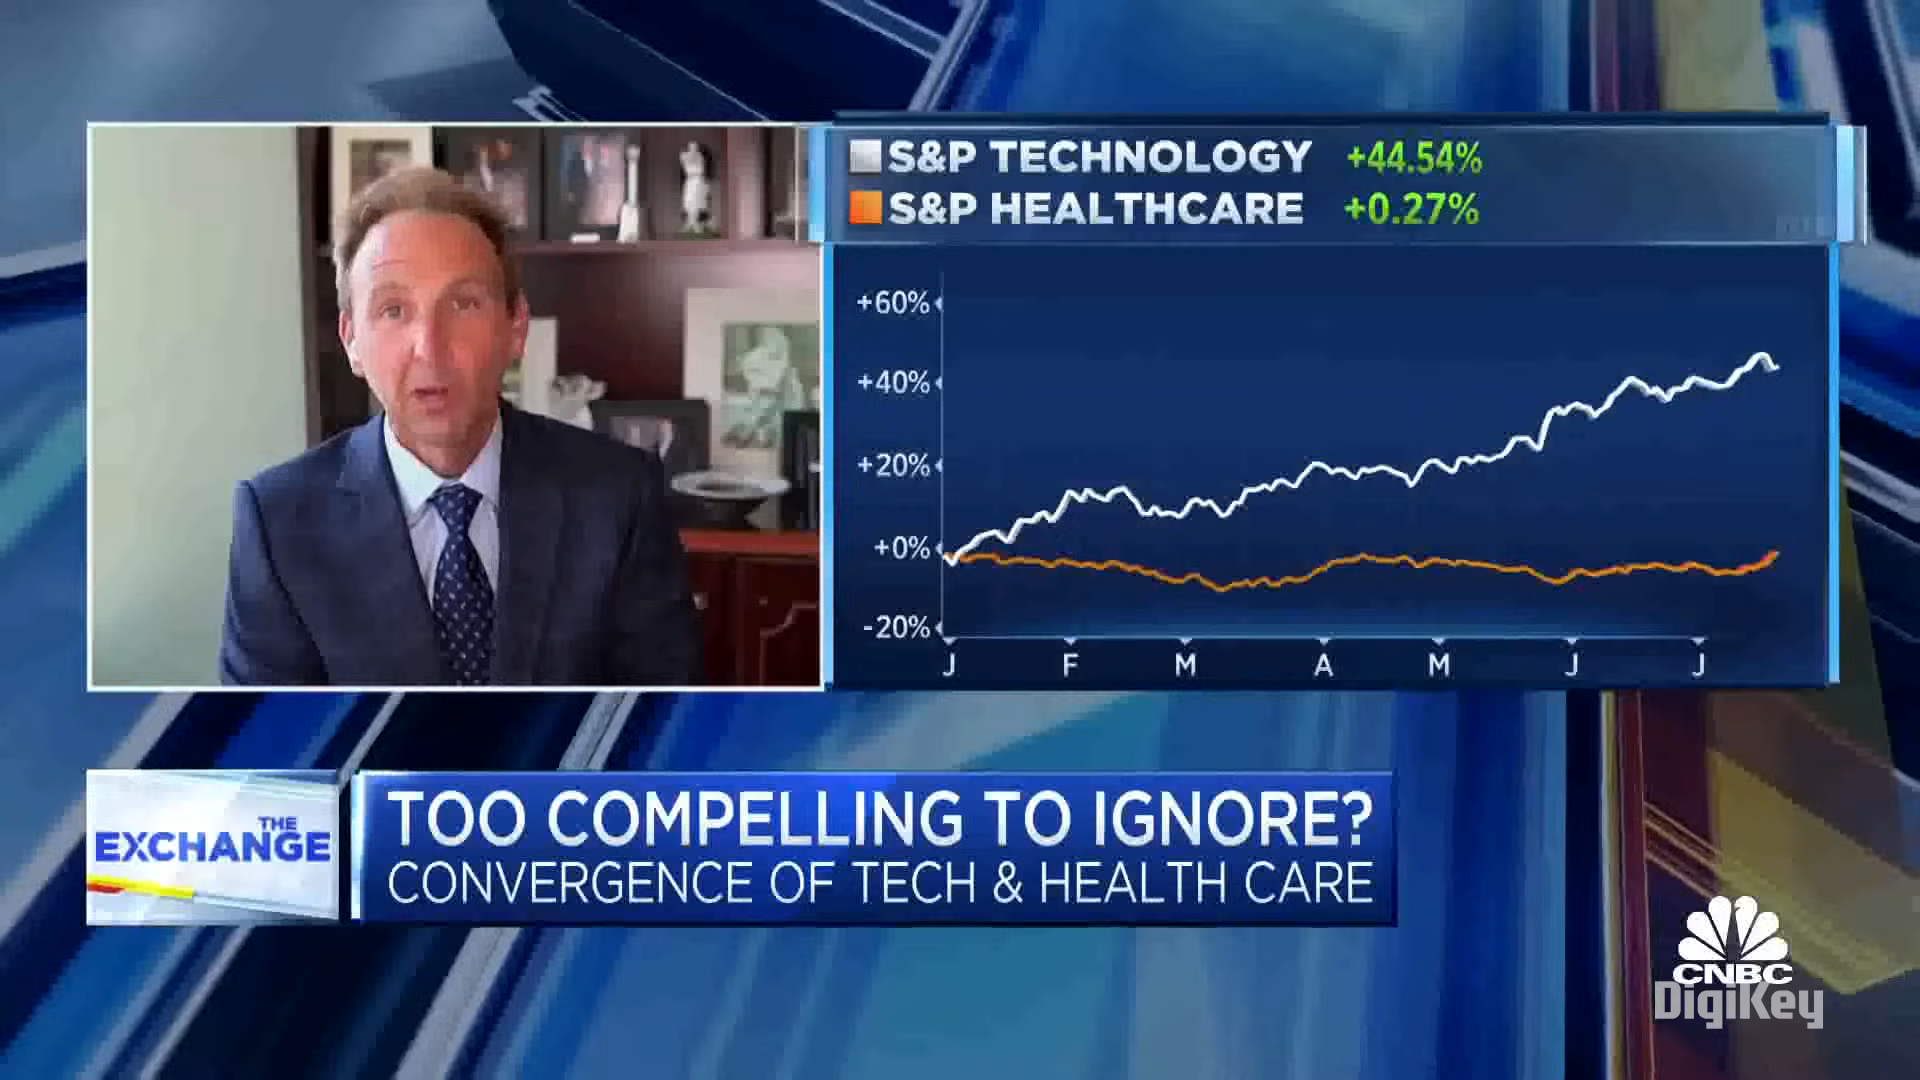 S&P TECHNOLOGY +44.54%
S&P HEALTHCARE +0.27%
+60%
+40%
+20%
+0%
-20%
J F M A M J J
THE
EXCHANGE
TOO COMPELLING TO IGNORE?
CONVERGENCE OF TECH & HEALTH CARE
CNBC
DigiKey